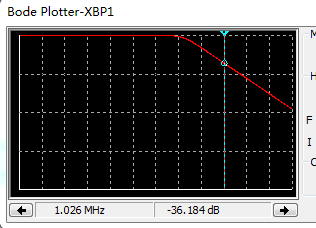 Bode Plotter-XBP1
M
H
F
I
C
1.026 MHz -36.184 dB